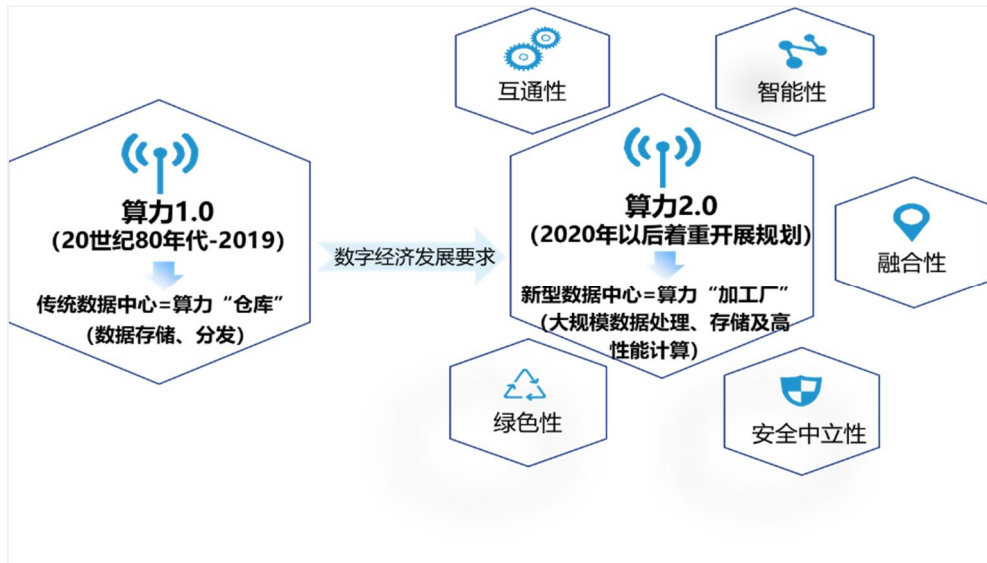 互通性
智能性
算力1.0
(20世纪80年代-2019)
传统数据中心=算力“仓库”
(数据存储、分发)
数字经济发展要求
算力2.0
(2020年以后着重开展规划)
新型数据中心=算力“加工厂”
(大规模数据处理、存储及高
性能计算)
融合性
绿色性
安全中立性